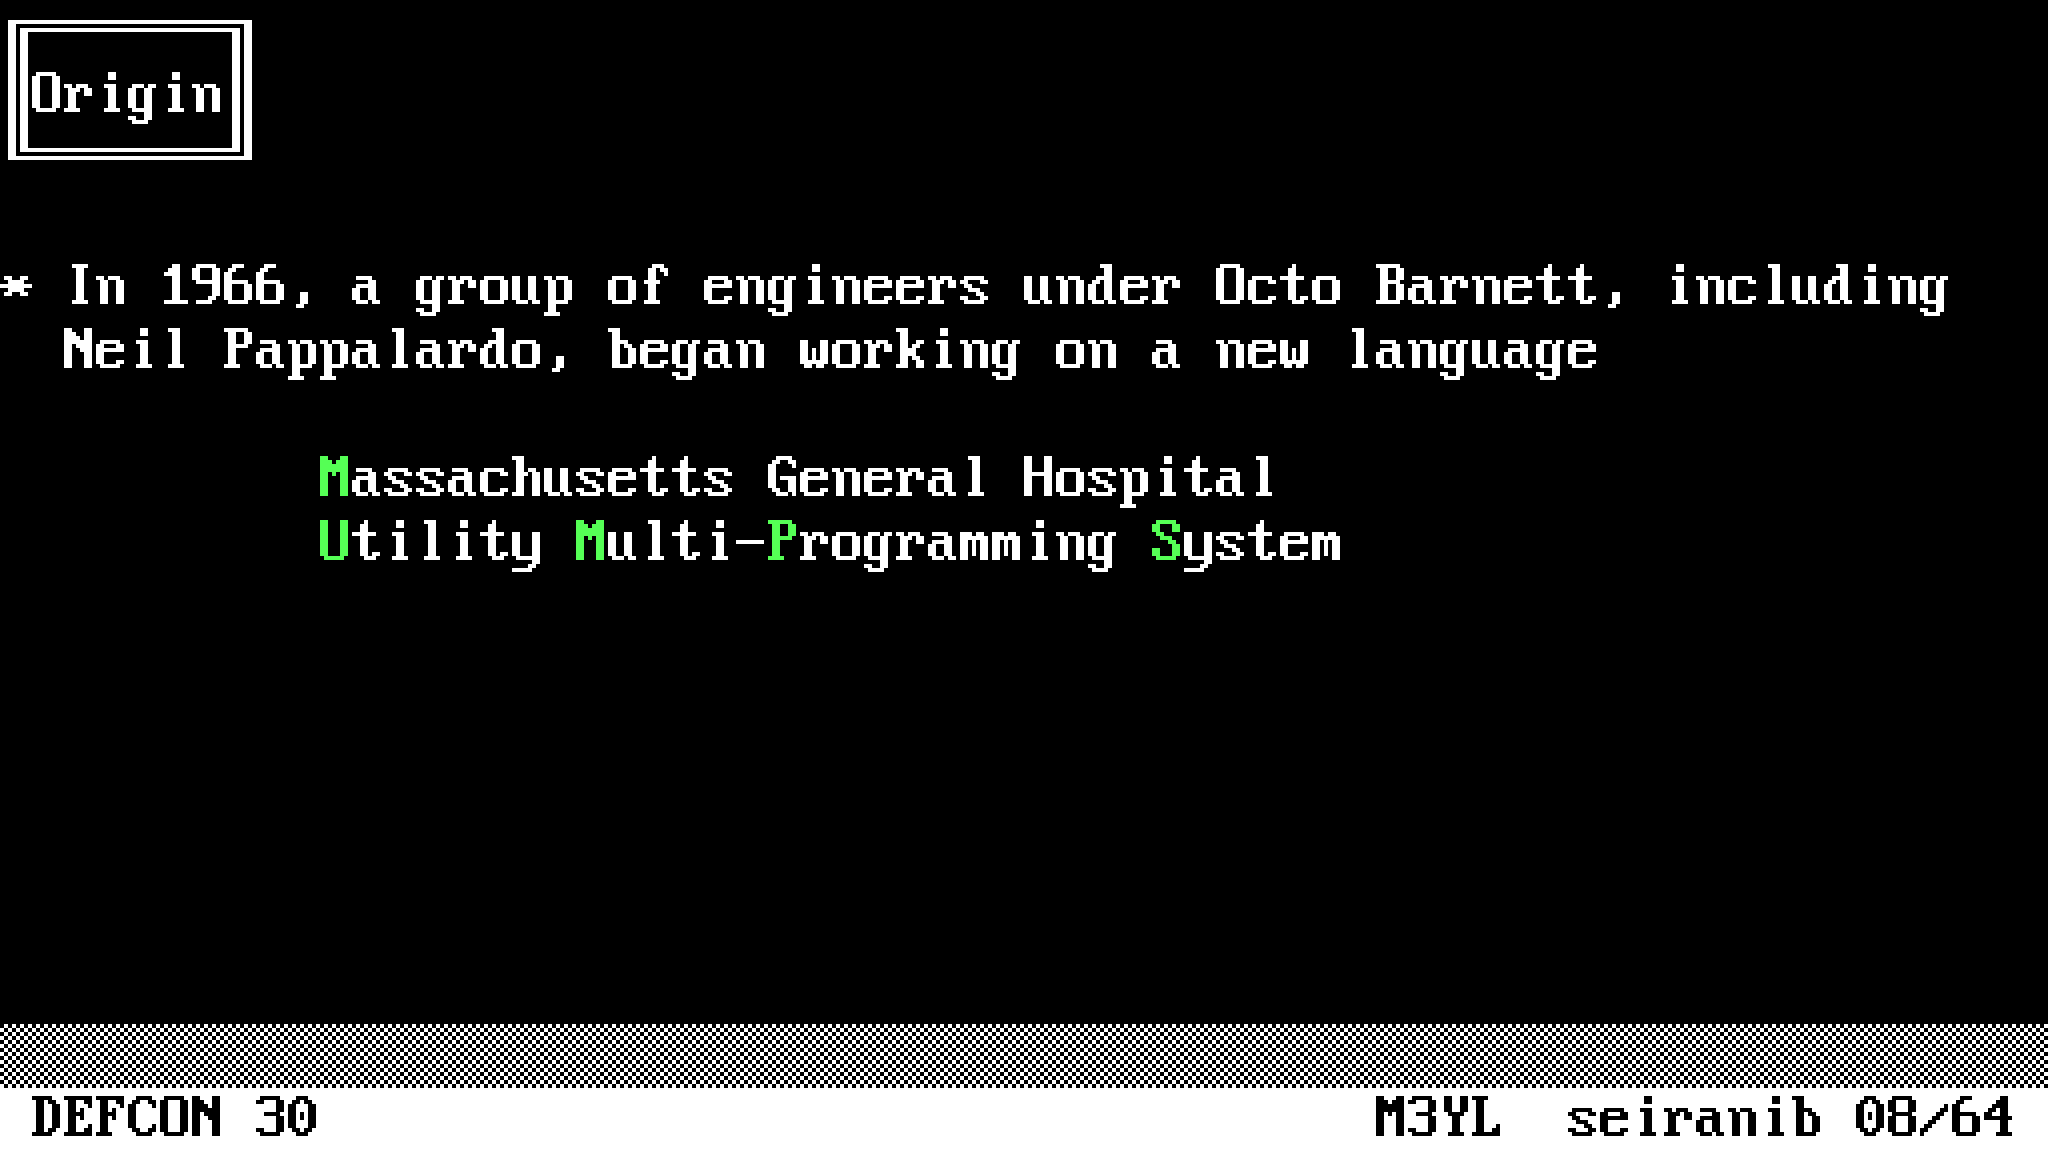 Origin
* In 1966, a group of engineers under Octo Barnett, including
Neil Pappalardo, began working on a new language
Massachusetts General Hospital
Utility Multi-Programming System
DEFCON 30 M3YL seiranib 08/64